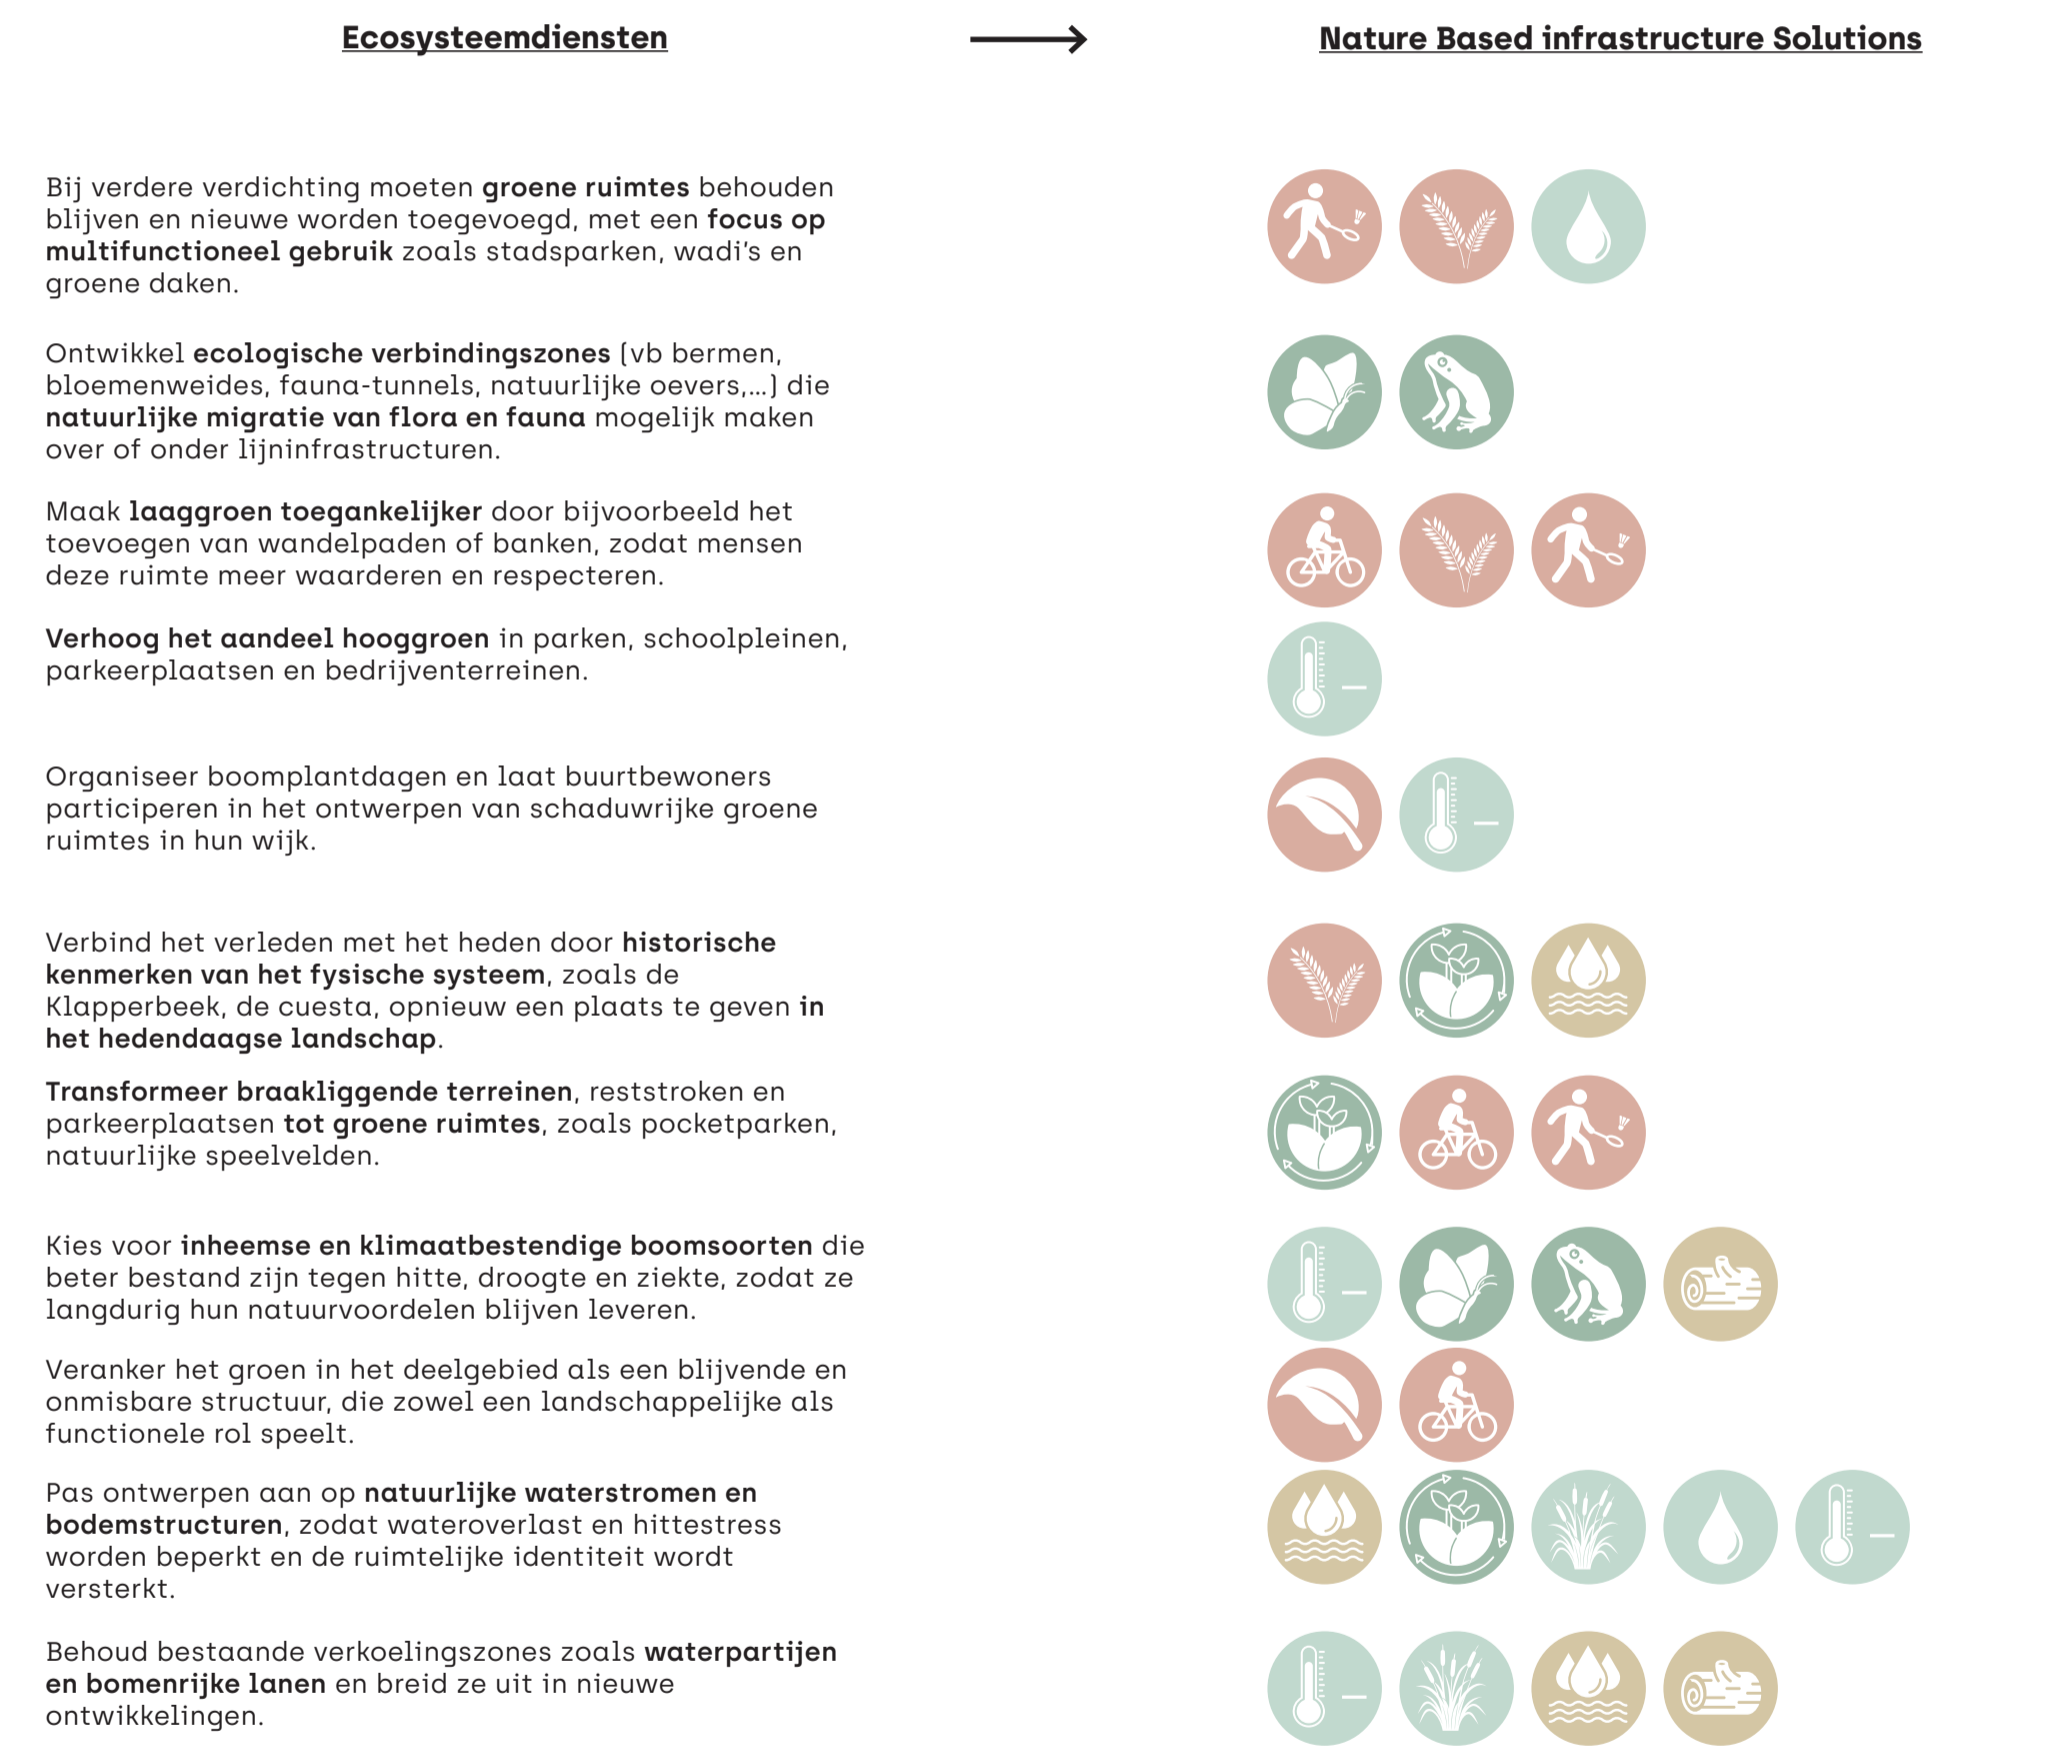 Ecosysteemdiensten
Nature Based infrastructure Solutions
Bij verdere verdichting moeten groene ruimtes behouden
blijven en nieuwe worden toegevoegd, met een focus op
multifunctioneel gebruik zoals stadsparken, wadi’s en
groene daken.
Ontwikkel ecologische verbindingszones (vb bermen,
bloemenweides, fauna-tunnels, natuurlijke oevers,...) die
natuurlijke migratie van flora en fauna mogelijk maken
over of onder lijninfrastructuren.
Maak laaggroen toegankelijker door bijvoorbeeld het
toevoegen van wandelpaden of banken, zodat mensen
deze ruimte meer waarderen en respecteren.
Verhoog het aandeel hooggroen in parken, schoolpleinen,
parkeerplaatsen en bedrijventerreinen.
Organiseer boomplantdagen en laat buurtbewoners
participeren in het ontwerpen van schaduwrijke groene
ruimtes in hun wijk.
Verbind het verleden met het heden door historische
kenmerken van het fysische systeem, zoals de
Klapperbeek, de cuesta, opnieuw een plaats te geven in
het hedendaagse landschap.
Transformeer braakliggende terreinen, reststroken en
parkeerplaatsen tot groene ruimtes, zoals pocketparken,
natuurlijke speelvelden.
Kies voor inheemse en klimaatbestendige boomsoorten die
beter bestand zijn tegen hitte, droogte en ziekte, zodat ze
langdurig hun natuurvoordelen blijven leveren.
Veranker het groen in het deelgebied als een blijvende en
onmisbare structuur, die zowel een landschappelijke als
functionele rol speelt.
Pas ontwerpen aan op natuurlijke waterstromen en
bodemstructuren, zodat wateroverlast en hittestress
worden beperkt en de ruimtelijke identiteit wordt
versterkt.
Behoud bestaande verkoelingszones zoals waterpartijen
en bomenrijke lanen en breid ze uit in nieuwe
ontwikkelingen.